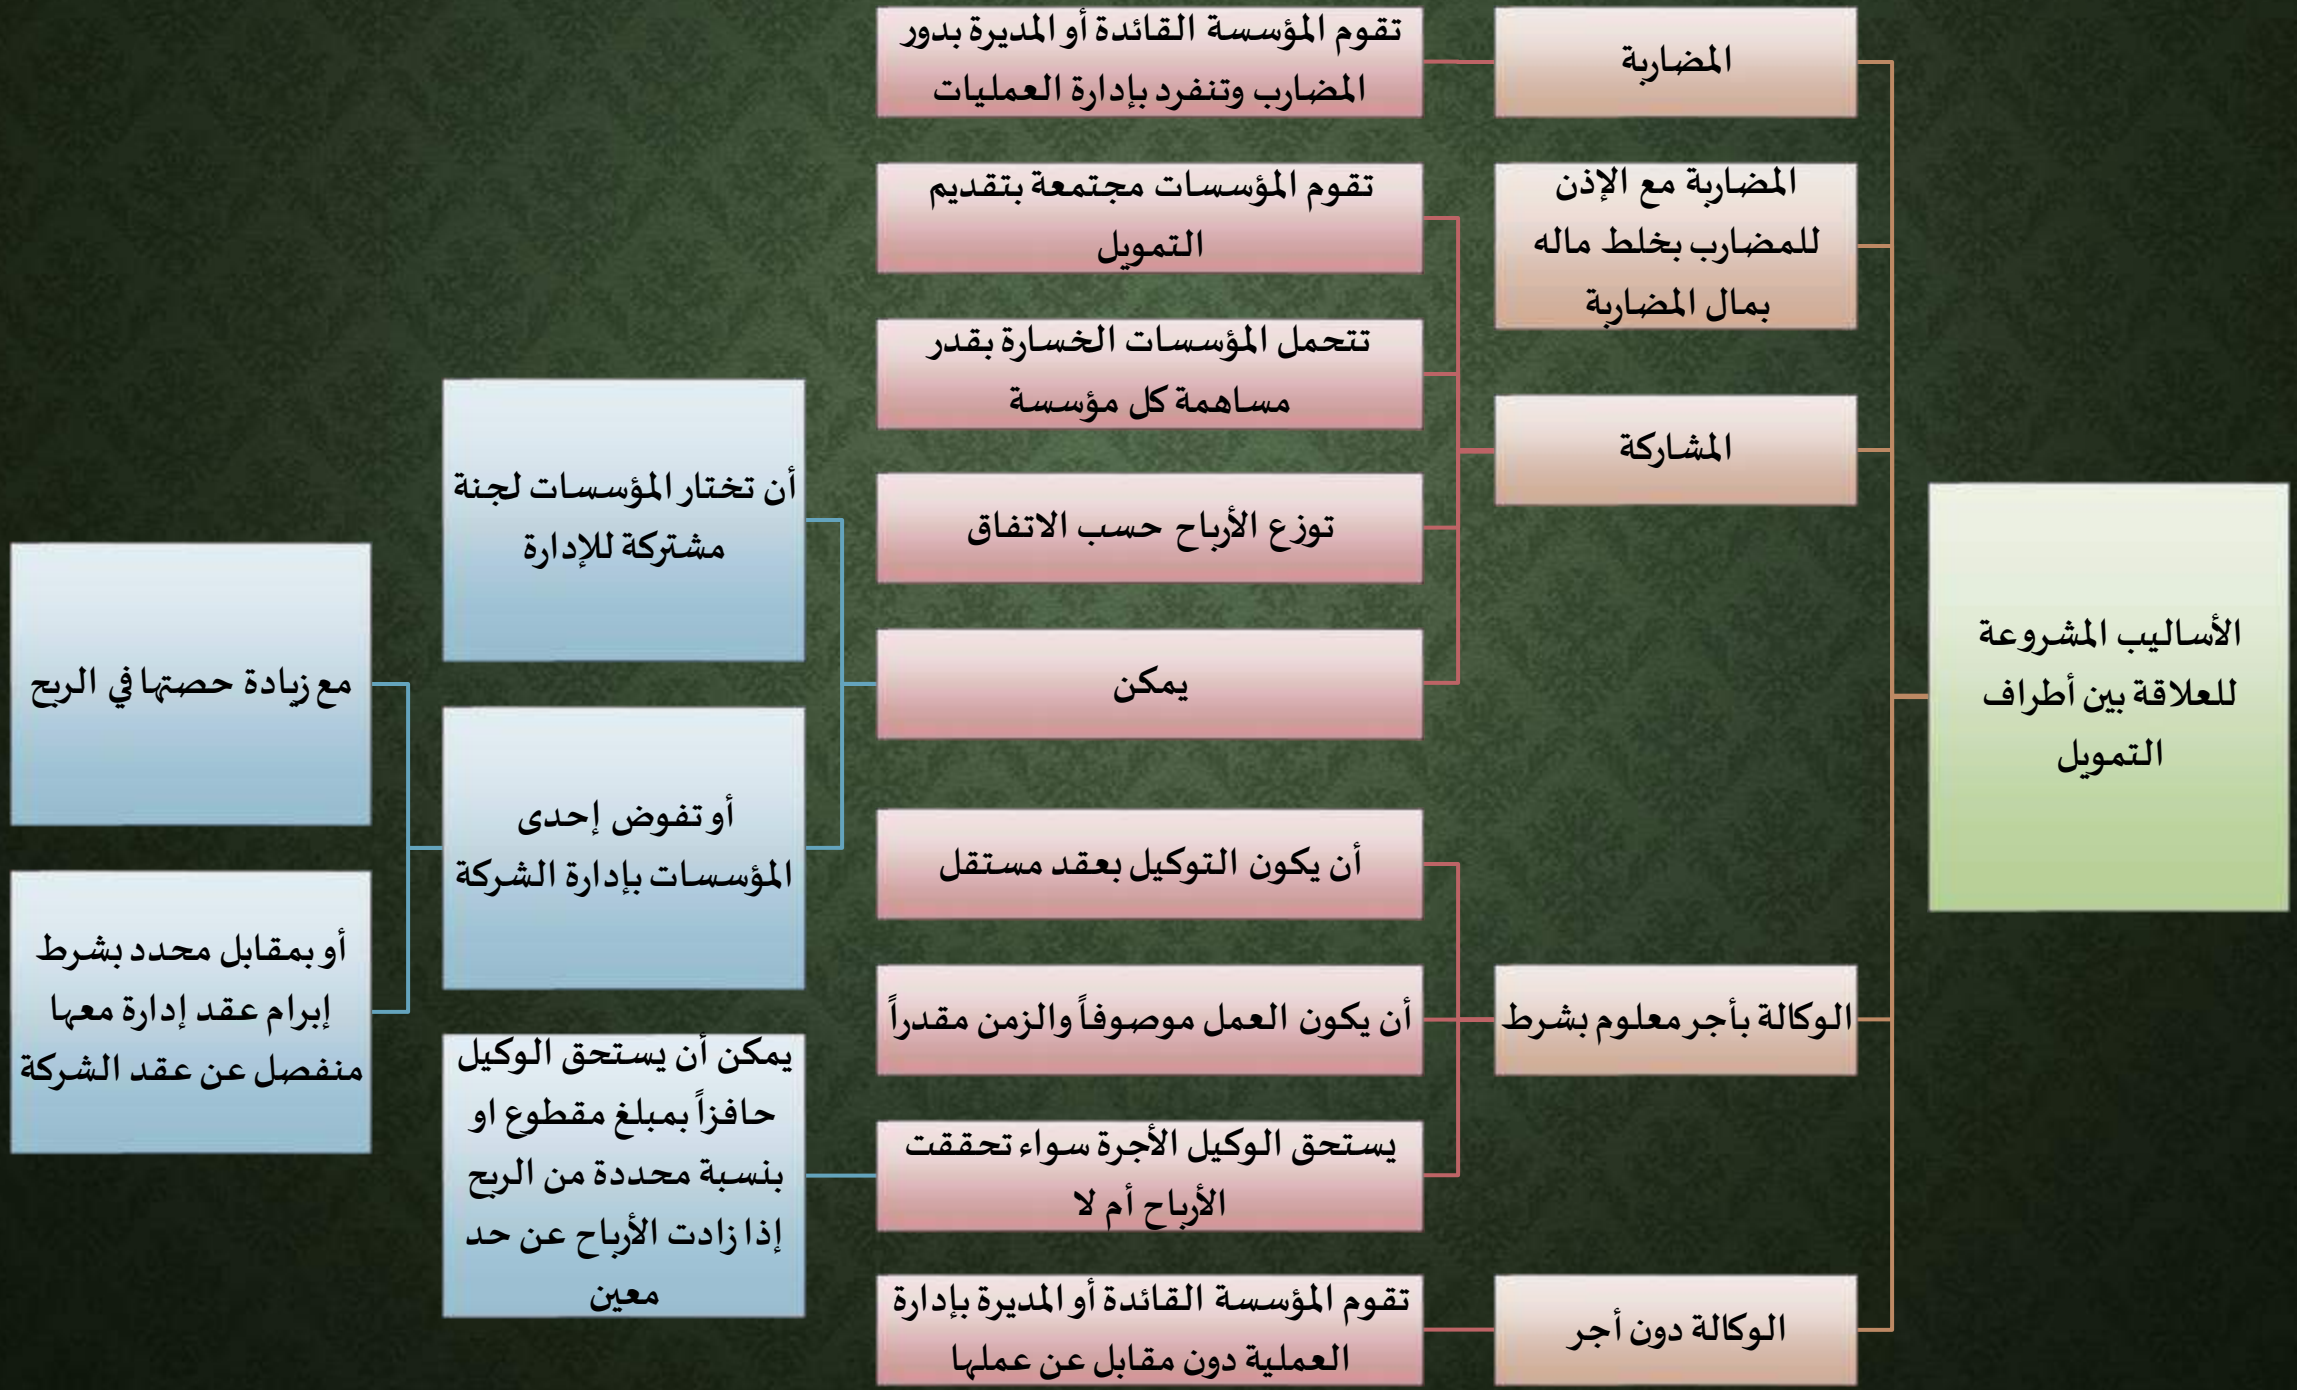 الأساليب المشروعة
للعلاقة بين أطراف
التمويل
المضاربة
تقوم المؤسسة القائدة أو المديرة بدور
المضارب وتنفرد بإدارة العمليات
المضاربة مع الإذن
للمضارب بخلط ماله
بمال المضاربة
المشاركة
تقوم المؤسسات مجتمعة بتقديم
التمويل
تتحمل المؤسسات الخسارة بقدر
مساهمة كل مؤسسة
توزع الأرباح حسب الاتفاق
يمكن
أن تختار المؤسسات لجنة
مشتركة للإدارة
أو تفوض إحدى
المؤسسات بإدارة الشركة
مع زيادة حصتها في الربح
أو بمقابل محدد بشرط
إبرام عقد إدارة معها
منفصل عن عقد الشركة
الوكالة بأجر معلوم بشرط
أن يكون التوكيل بعقد مستقل
أن يكون العمل موصوفاً والزمن مقدراً
يستحق الوكيل الأجرة سواء تحققت
الأرباح أم لا
يمكن أن يستحق الوكيل
حافزاً بمبلغ مقطوع او
بنسبة محددة من الربح
إذا زادت الأرباح عن حد
معين
الوكالة دون أجر
تقوم المؤسسة القائدة أو المديرة بإدارة
العملية دون مقابل عن عملها